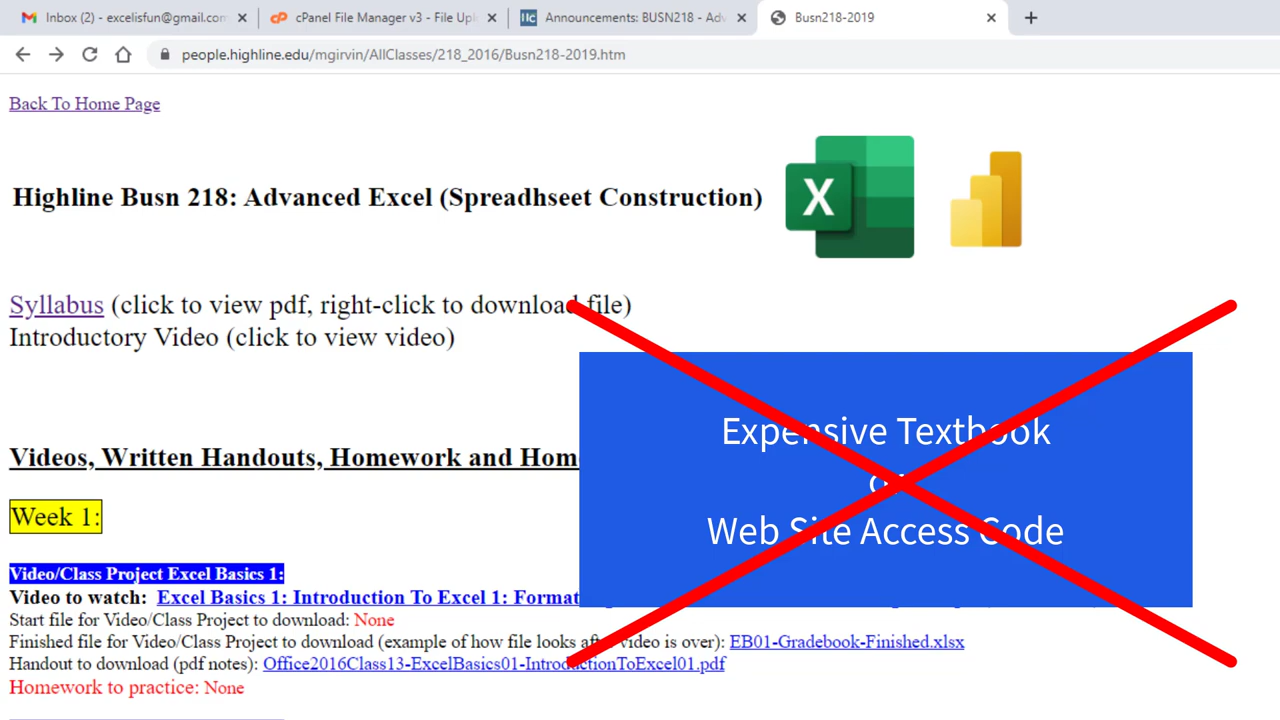 Inbox (2) - excelisfun@gmail.com
cPanel File Manager v3 - File Upl
Announcements: BUSN218 - Adv
Busn218-2019
people.highline.edu/mgirvin/AllClasses/218_2016/Busn218-2019.htm
Back To Home Page
Highline Busn 218: Advanced Excel (Spreadhseet Construction)
X
Syllabus (click to view pdf, right-click to download file)
Introductory Video (click to view video)
Expensive Textbook
or
Web Site Access Code
Videos, Written Handouts, Homework and Hom
Week 1:
Video/Class Project Excel Basics 1:
Video to watch: Excel Basics 1: Introduction To Excel 1: Format
Start file for Video/Class Project to download: None
Finished file for Video/Class Project to download (example of how file looks after video is over): EB01-Gradebook-Finished.xlsx
Handout to download (pdf notes): Office2016Class13-ExcelBasics01-IntroductionToExcel01.pdf
Homework to practice: None